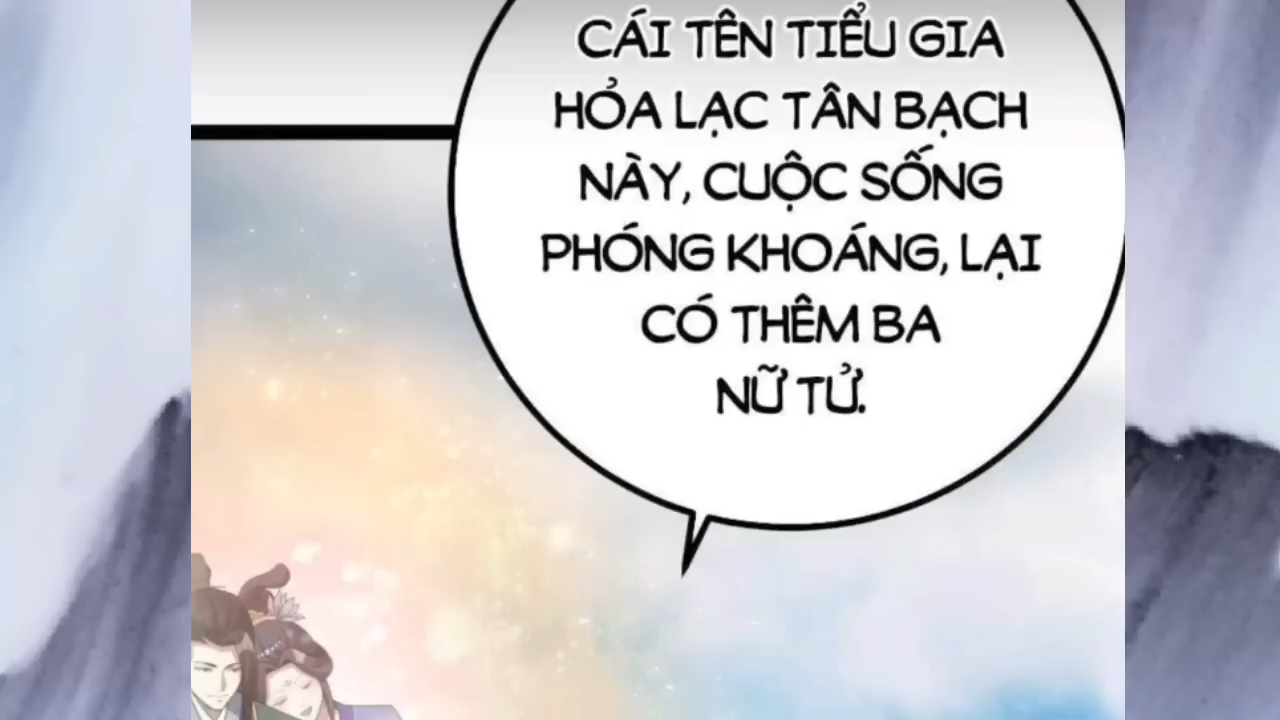 CÁI TÊN TIỂU GIA
HỎA LẠC TÂN BẠCH
NÀY, CUỘC SỐNG
PHÓNG KHOÁNG, LẠI
CÓ THÊM BA
NỮ TỬ.